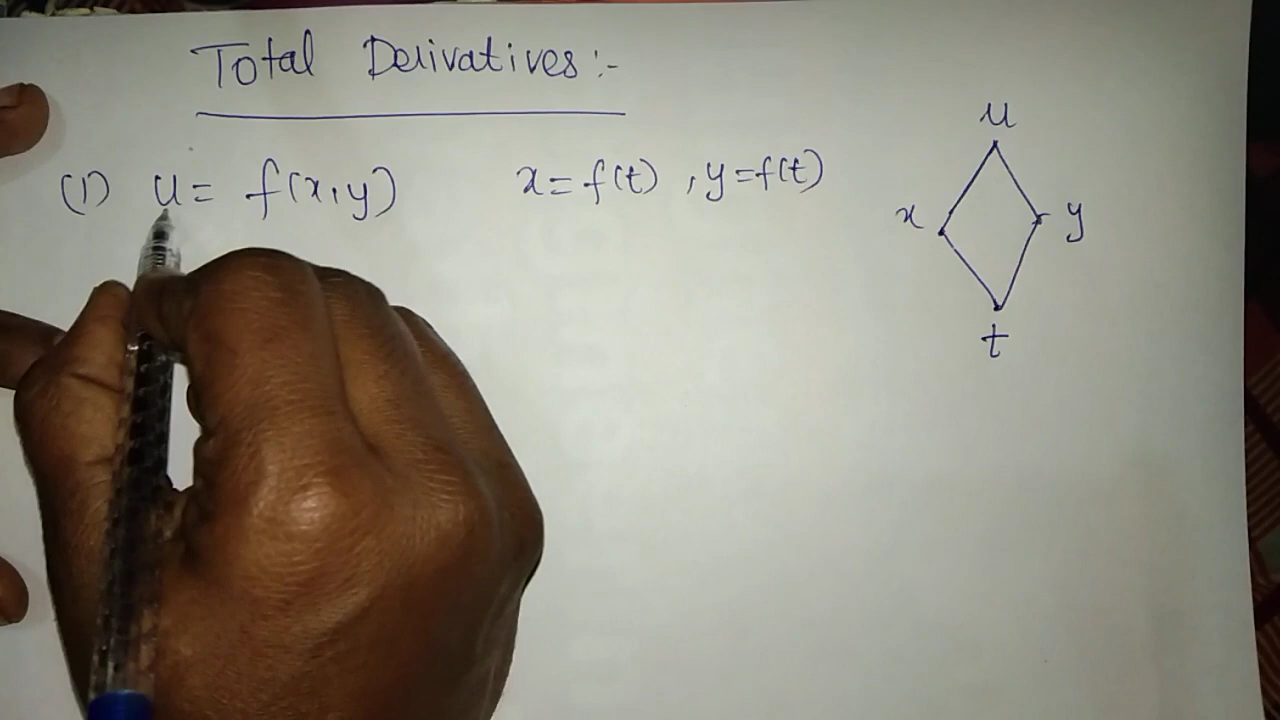 Total Derivatives :-
(1) u = f(x,y) x = f(t) , y = f(t)
u
x y
t